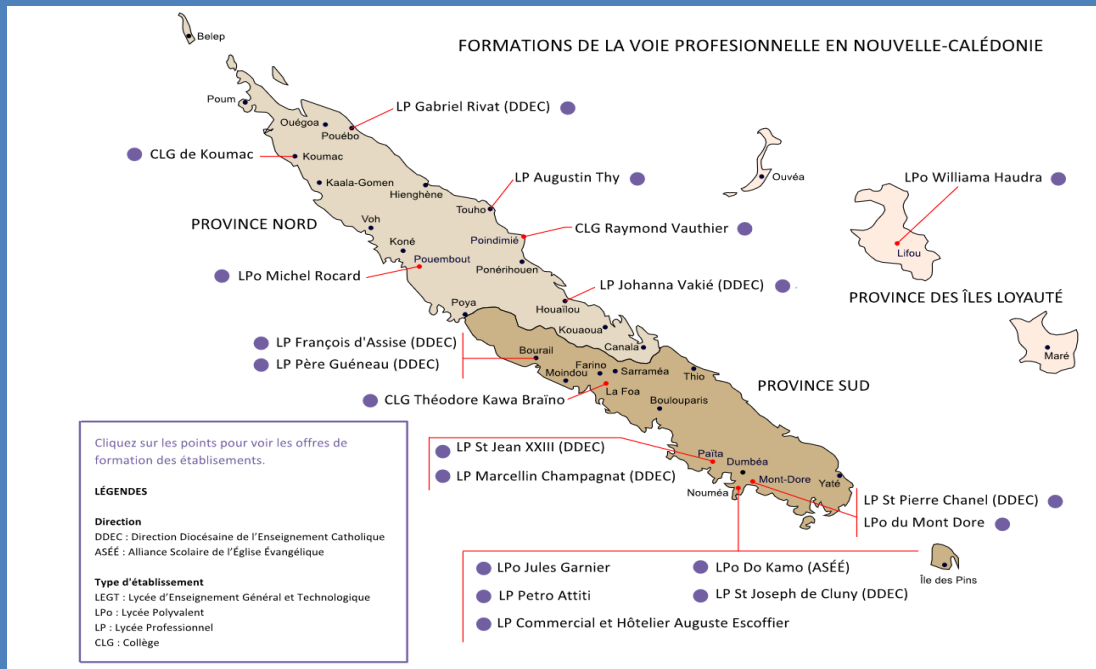 FORMATIONS DE LA VOIE PROFESIONNELLE EN NOUVELLE-CALÉDONIE
Belep
Poum
LP Gabriel Rivat (DDEC)
Ouégoa
Pouébo
CLG de Koumac
Koumac
Kaala-Gomen
Hienghène
LP Augustin Thy
Ouvéa
LPo Williama Haudra
Touho
PROVINCE NORD
Voh
Poindimié
CLG Raymond Vauthier
Koné
Pouembout
Lifou
LPo Michel Rocard
Ponérihouen
LP Johanna Vakié (DDEC)
PROVINCE DES ÎLES LOYAUTÉ
Poya
Houaïlou
Kouaoua
LP François d'Assise (DDEC)
Bourail
Canala
Maré
LP Père Guéneau (DDEC)
Farino
Moindou
Sarraméa
Thio
PROVINCE SUD
La Foa
CLG Théodore Kawa Braïno
Boulouparis
Cliquez sur les points pour voir les offres de
formation des établisements.
LÉGENDES
Direction
DDEC : Direction Diocésaine de l’Enseignement Catholique
ASÉÉ : Alliance Scolaire de l’Église Évangélique
Type d'établissement
LEGT : Lycée d’Enseignement Général et Technologique
LPo : Lycée Polyvalent
LP : Lycée Professionnel
CLG : Collège
LP St Jean XXIII (DDEC)
LP Marcellin Champagnat (DDEC)
Païta
Dumbéa
Mont-Dore
Nouméa
Yaté
LP St Pierre Chanel (DDEC)
LPo du Mont Dore
LPo Jules Garnier
LPo Do Kamo (ASÉÉ)
LP Petro Attiti
LP St Joseph de Cluny (DDEC)
LP Commercial et Hôtelier Auguste Escoffier
Île des Pins